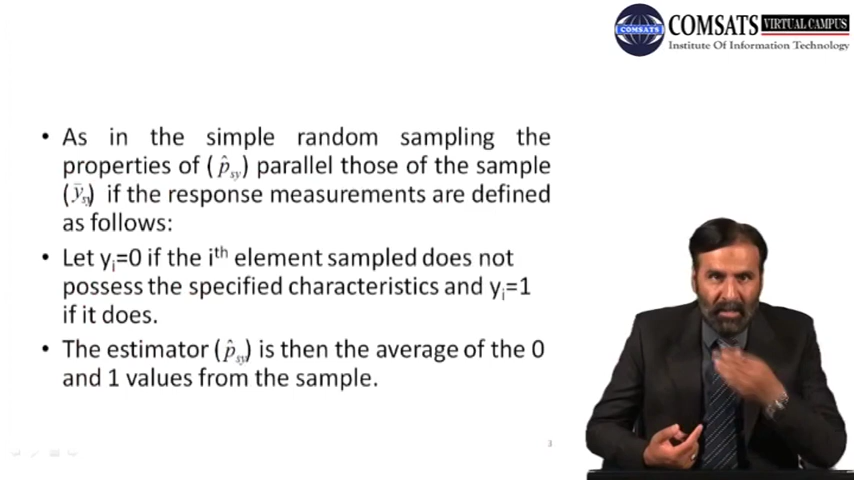 COMSATS
COMSATS VIRTUAL CAMPUS
Institute Of Information Technology
• As in the simple random sampling the
properties of (p̂sy) parallel those of the sample
(ȳsy) if the response measurements are defined
as follows:
• Let yi=0 if the ith element sampled does not
possess the specified characteristics and yi=1
if it does.
• The estimator (p̂sy) is then the average of the 0
and 1 values from the sample.
3